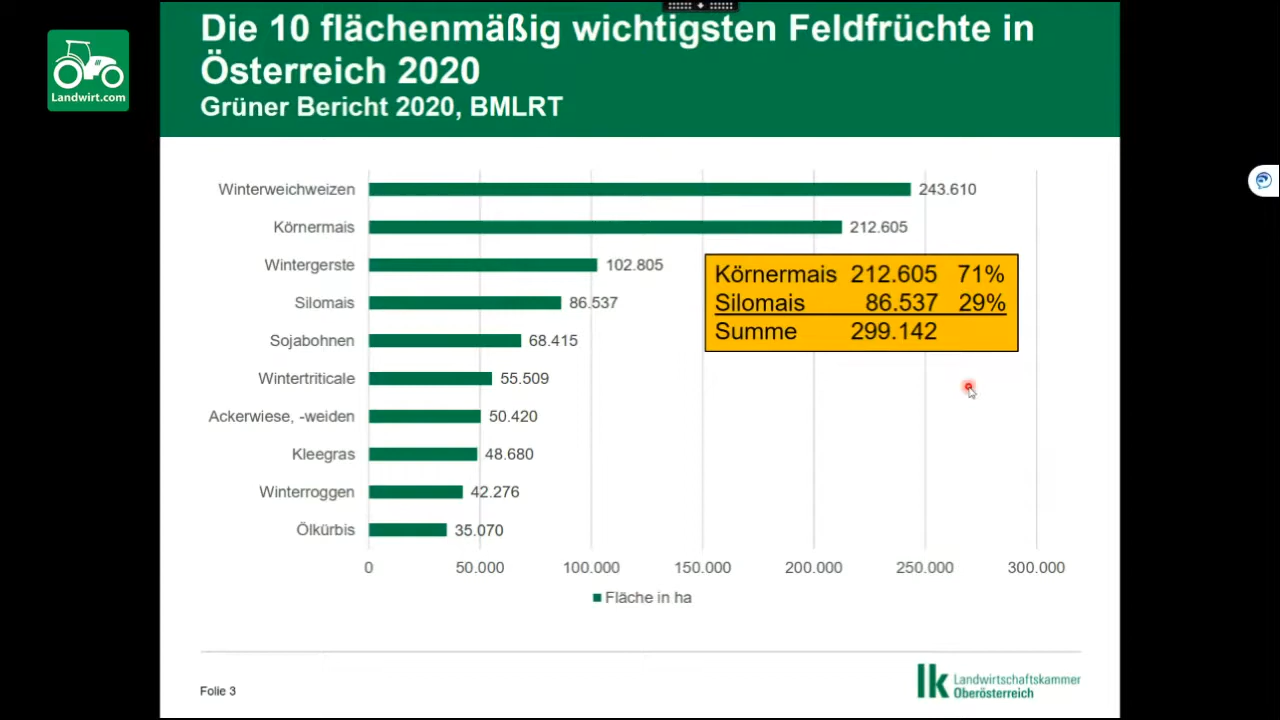 Die 10 flächenmäßig wichtigsten Feldfrüchte in
Österreich 2020
Grüner Bericht 2020, BMLRT
Landwirt.com
Winterweichweizen 243.610
Körnermais 212.605
Wintergerste 102.805
Silomais 86.537
Sojabohnen 68.415
Wintertriticale 55.509
Ackerwiese, -weiden 50.420
Kleegras 48.680
Winterroggen 42.276
Ölkürbis 35.070
Körnermais 212.605 71%
Silomais 86.537 29%
Summe 299.142
0 50.000 100.000 150.000 200.000 250.000 300.000
Fläche in ha
Folie 3
lk Landwirtschaftskammer
Oberösterreich